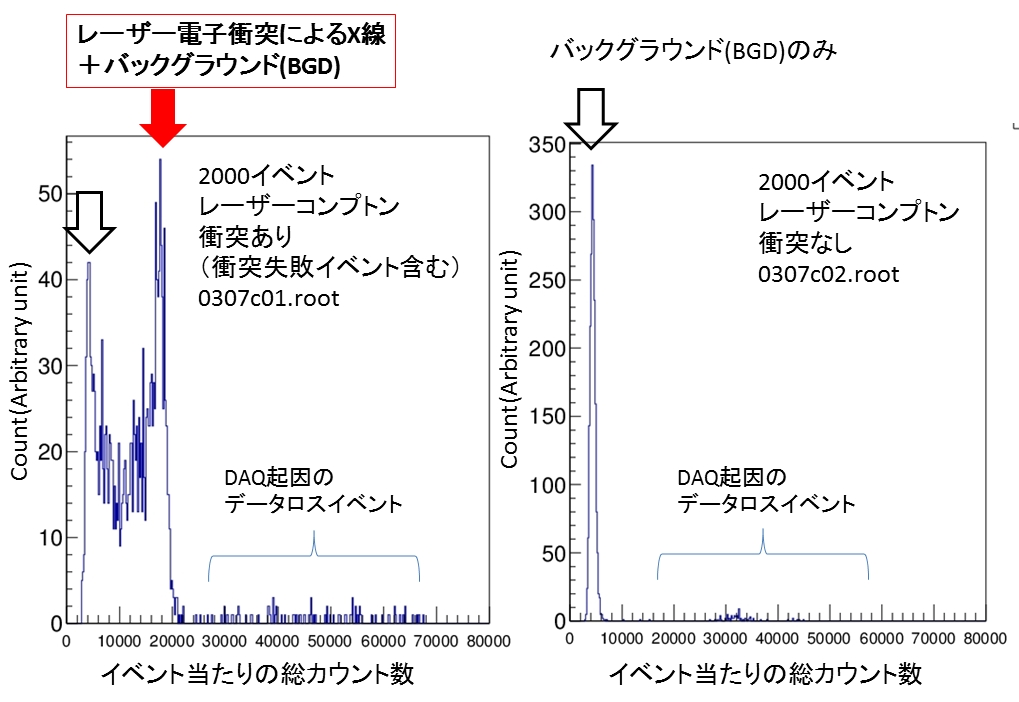 レーザー電子衝突によるX線
＋バックグラウンド(BGD)
バックグラウンド(BGD)のみ
2000イベント
レーザーコンプトン
衝突あり
（衝突失敗イベント含む）
0307c01.root
DAQ起因の
データロスイベント
Count(Arbitrary unit)
50
40
30
20
10
0
0 10000 20000 30000 40000 50000 60000 70000 80000
イベント当たりの総カウント数
2000イベント
レーザーコンプトン
衝突なし
0307c02.root
DAQ起因の
データロスイベント
Count(Arbitrary unit)
350
300
250
200
150
100
50
0
0 10000 20000 30000 40000 50000 60000 70000 80000
イベント当たりの総カウント数